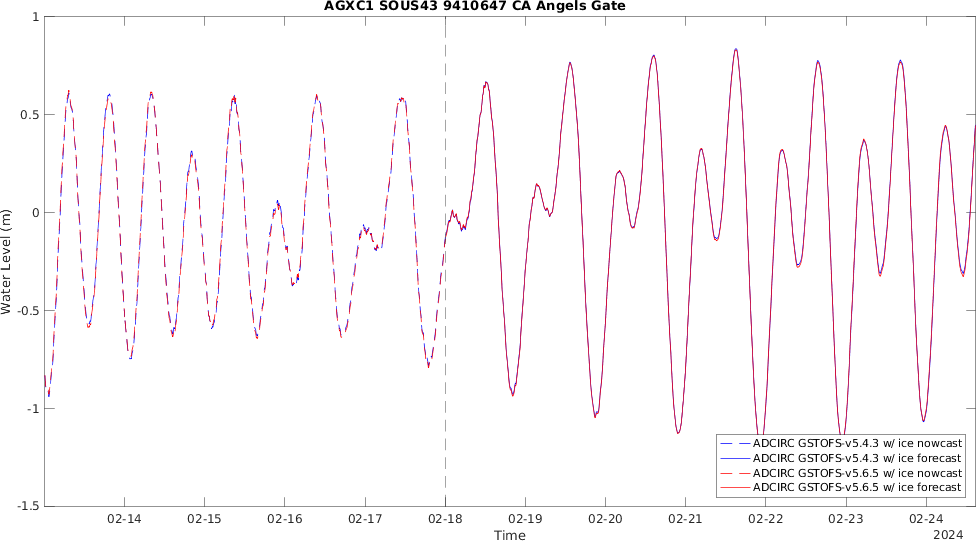 AGXC1 SOUS43 9410647 CA Angels Gate
1
0.5
0
-0.5
-1
-1.5
Water Level (m)
ADCIRC GSTOFS-v5.4.3 w/ ice nowcast
ADCIRC GSTOFS-v5.4.3 w/ ice forecast
ADCIRC GSTOFS-v5.6.5 w/ ice nowcast
ADCIRC GSTOFS-v5.6.5 w/ ice forecast
02-14 02-15 02-16 02-17 02-18 02-19 02-20 02-21 02-22 02-23 02-24
Time
2024